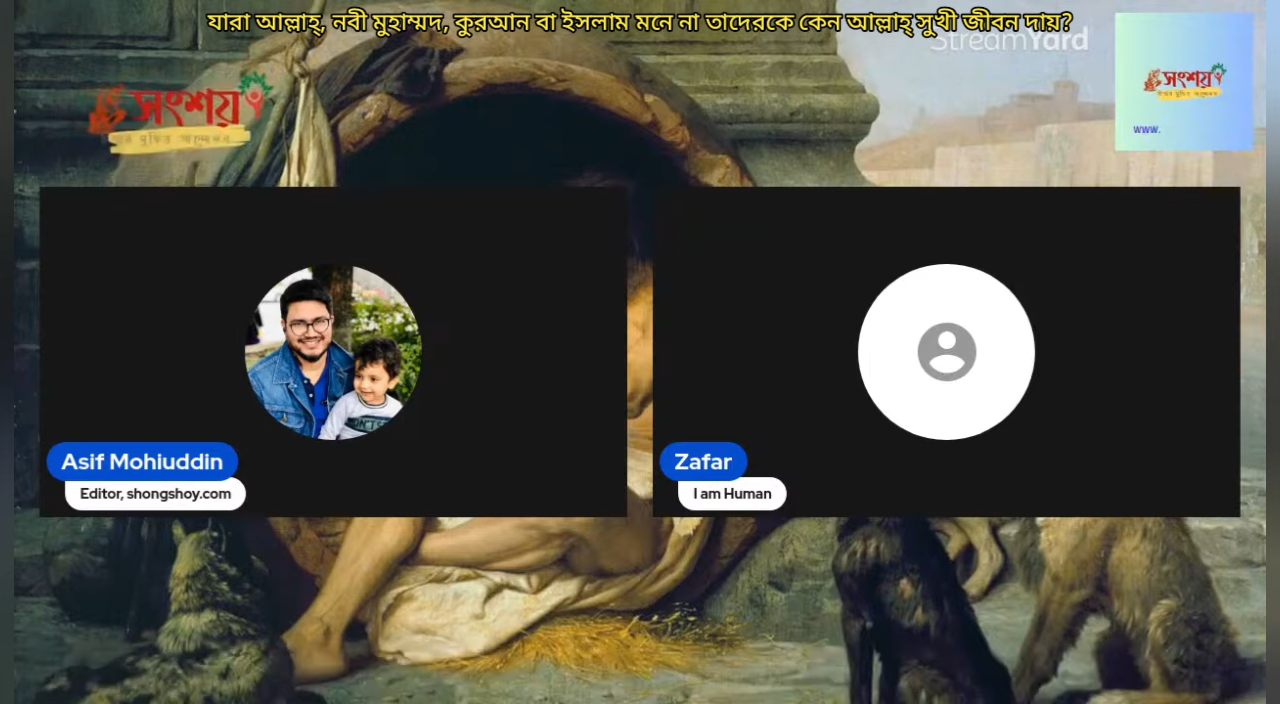 যারা আল্লাহ্, নবী মুহাম্মদ, কুরআন বা ইসলাম মনে না তাদেরকে কেন আল্লাহ্ সুখী জীবন দায়?
StreamYard
সংশয়
সংশয়
www.
Asif Mohiuddin
Editor, shongshoy.com
Zafar
I am Human